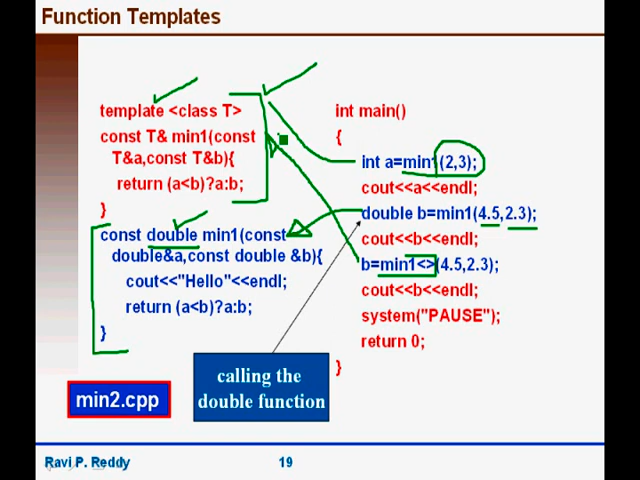 Function Templates
template <class T>
const T& min1(const
T&a,const T&b){
return (a<b)?a:b;
}
const double min1(const
double&a,const double &b){
cout<<"Hello"<<endl;
return (a<b)?a:b;
}
int main()
{
int a=min1(2,3);
cout<<a<<endl;
double b=min1(4.5,2.3);
cout<<b<<endl;
b=min1<>(4.5,2.3);
cout<<b<<endl;
system("PAUSE");
return 0;
}
calling the
double function
min2.cpp
Ravi P. Reddy
19